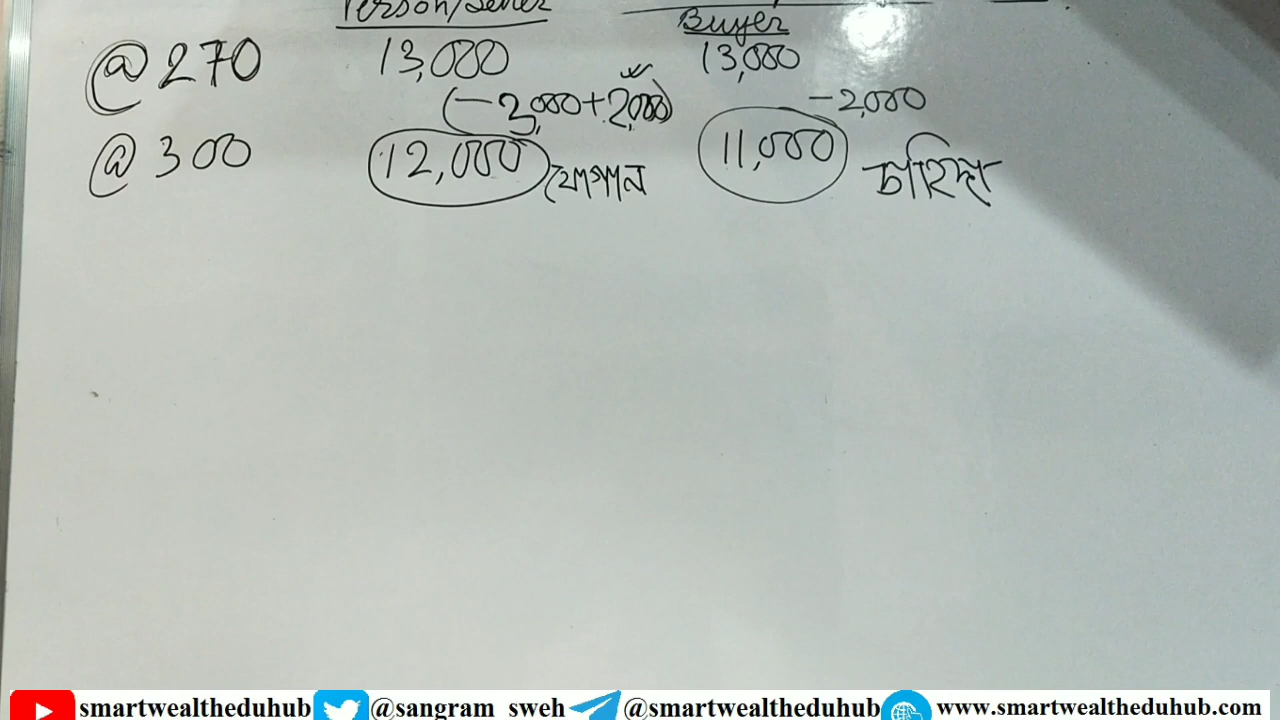 Person/Seller
Buyer
@ 270 13,000 13,000
(-3,000+2,000) -2,000
@ 300 12,000 যোগান 11,000 চাহিদা
smartwealtheduhub @sangram_sweh @smartwealtheduhub www.smartwealtheduhub.com